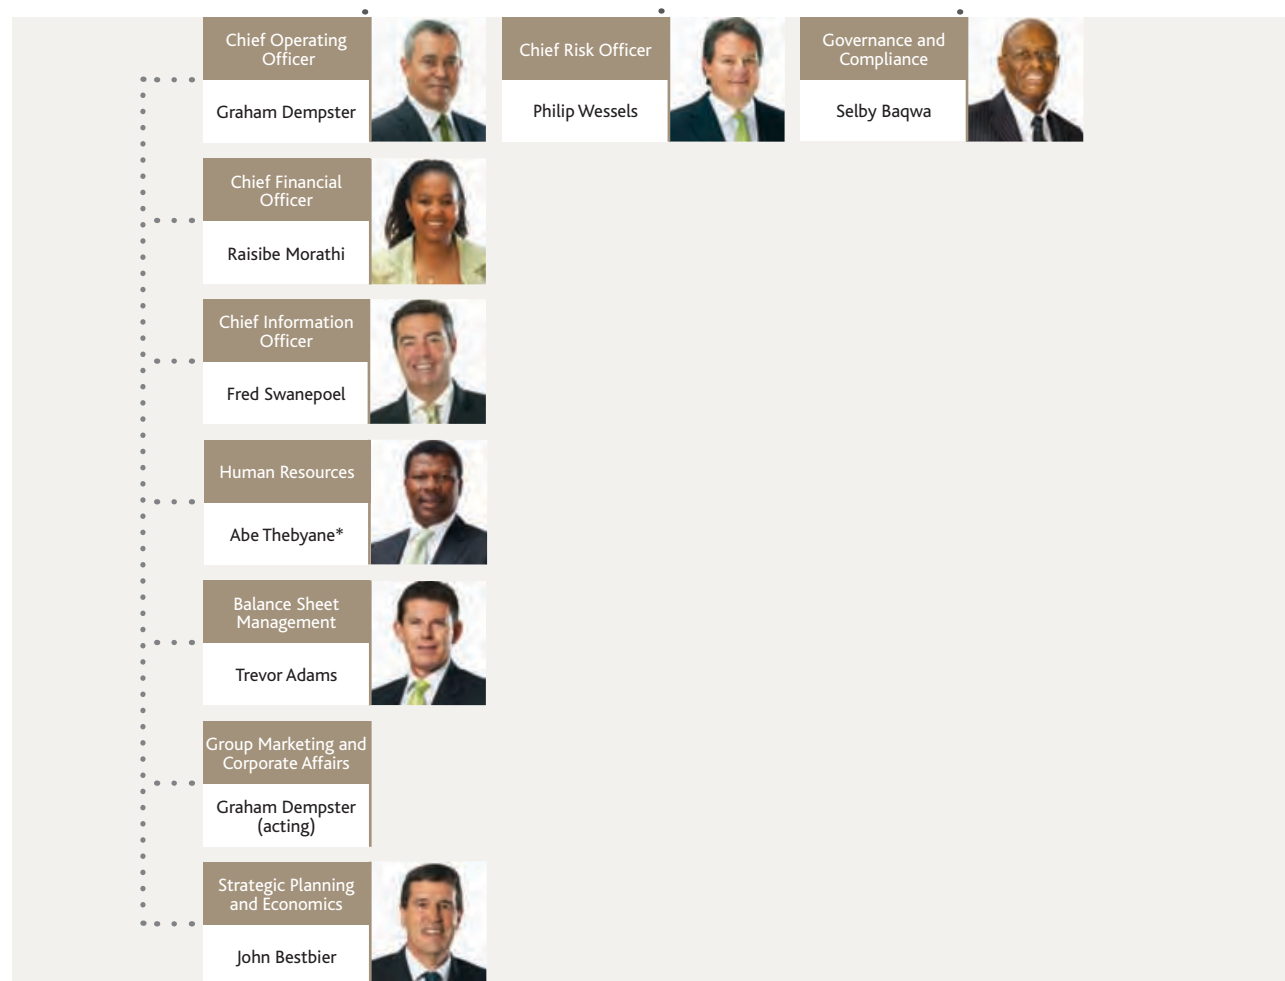 Chief Operating
Officer
Graham Dempster
Chief Risk Officer
Philip Wessels
Governance and
Compliance
Selby Baqwa
Chief Financial
Officer
Raisibe Morathi
Chief Information
Officer
Fred Swanepoel
Human Resources
Abe Thebyane*
Balance Sheet
Management
Trevor Adams
Group Marketing and
Corporate Affairs
Graham Dempster
(acting)
Strategic Planning
and Economics
John Bestbier